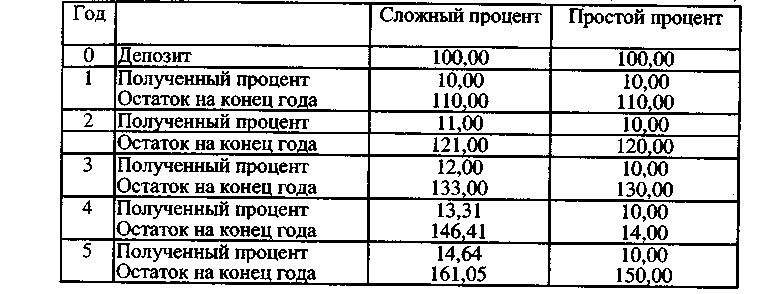 Год Сложный процент Простой процент
0 Депозит 100,00 100,00
1 Полученный процент 10,00 10,00
Остаток на конец года 110,00 110,00
2 Полученный процент 11,00 10,00
Остаток на конец года 121,00 120,00
3 Полученный процент 12,00 10,00
Остаток на конец года 133,00 130,00
4 Полученный процент 13,31 10,00
Остаток на конец года 146,41 14,00
5 Полученный процент 14,64 10,00
Остаток на конец года 161,05 150,00